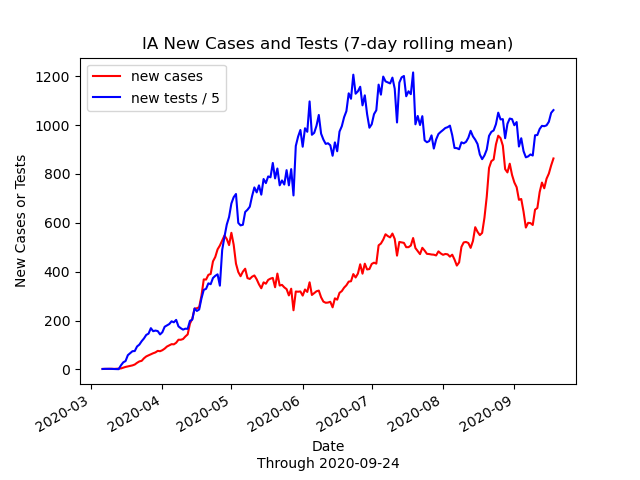 IA New Cases and Tests (7-day rolling mean)
new cases
new tests / 5
New Cases or Tests
1200
1000
800
600
400
200
0
2020-03
2020-04
2020-05
2020-06
2020-07
2020-08
2020-09
Date
Through 2020-09-24